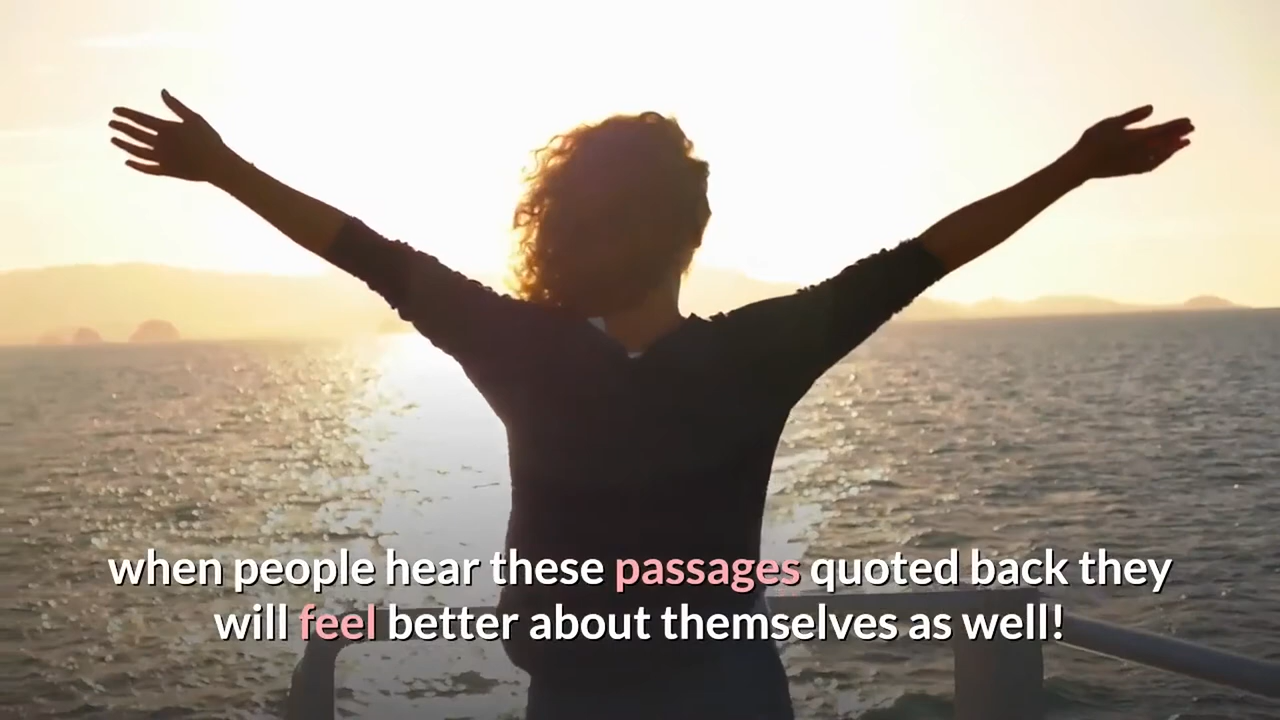 when people hear these passages quoted back they
will feel better about themselves as well!